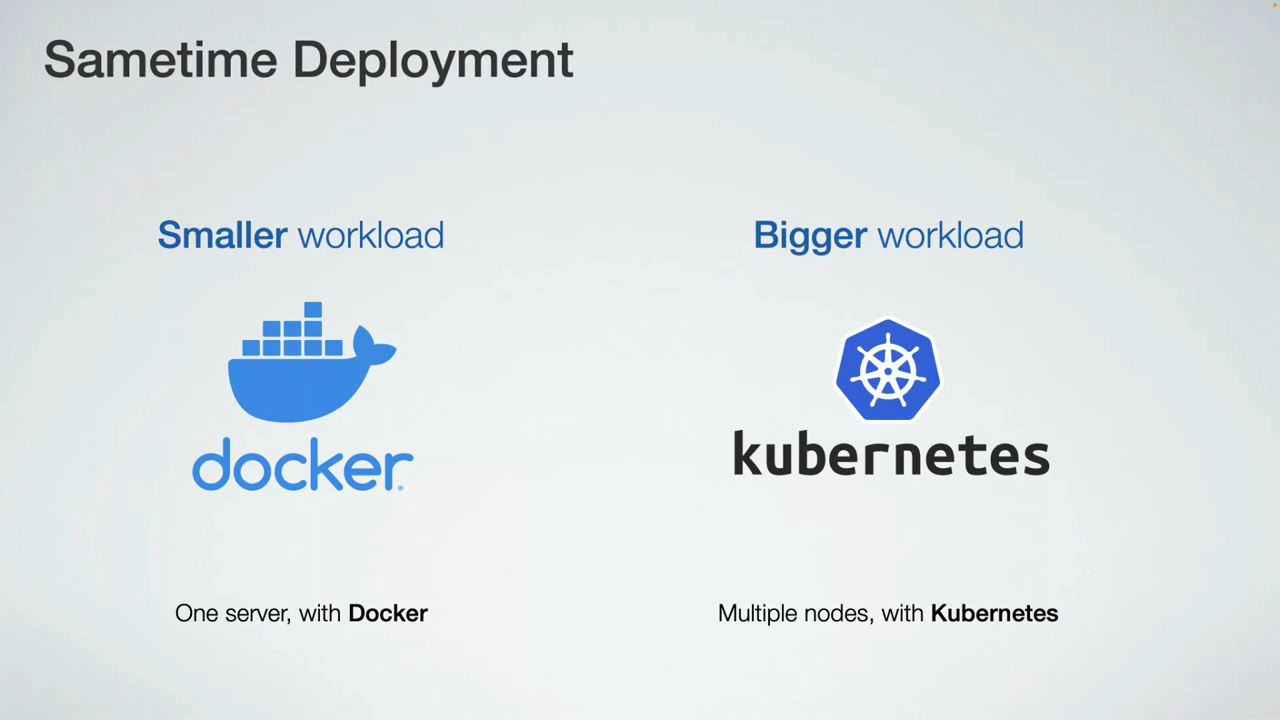 Sametime Deployment
Smaller workload
docker
One server, with Docker
Bigger workload
kubernetes
Multiple nodes, with Kubernetes